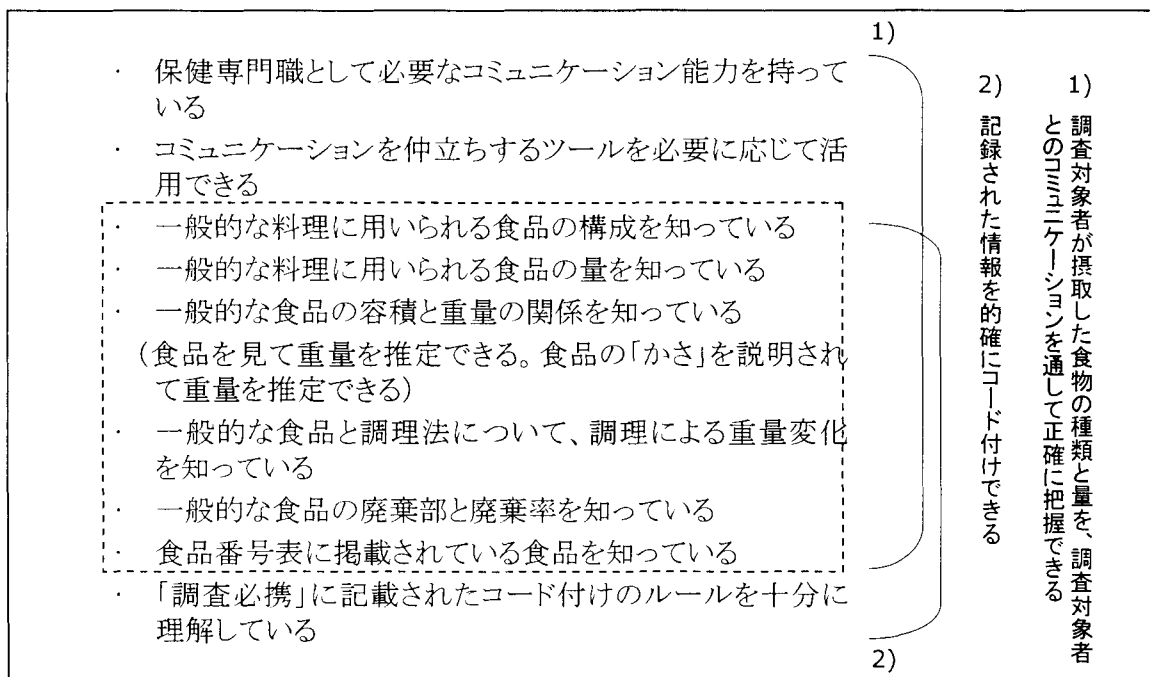 1)
・ 保健専門職として必要なコミュニケーション能力を持って
いる
・ コミュニケーションを仲立ちするツールを必要に応じて活
用できる
・ 一般的な料理に用いられる食品の構成を知っている
・ 一般的な料理に用いられる食品の量を知っている
・ 一般的な食品の容積と重量の関係を知っている
（食品を見て重量を推定できる。食品の「かさ」を説明され
て重量を推定できる）
・ 一般的な食品と調理法について、調理による重量変化
を知っている
・ 一般的な食品の廃棄部と廃棄率を知っている
・ 食品番号表に掲載されている食品を知っている
・ 「調査必携」に記載されたコード付けのルールを十分に
理解している
2)
1) 調査対象者が摂取した食物の種類と量を、調査対象者
とのコミュニケーションを通して正確に把握できる
2) 記録された情報を的確にコード付けできる